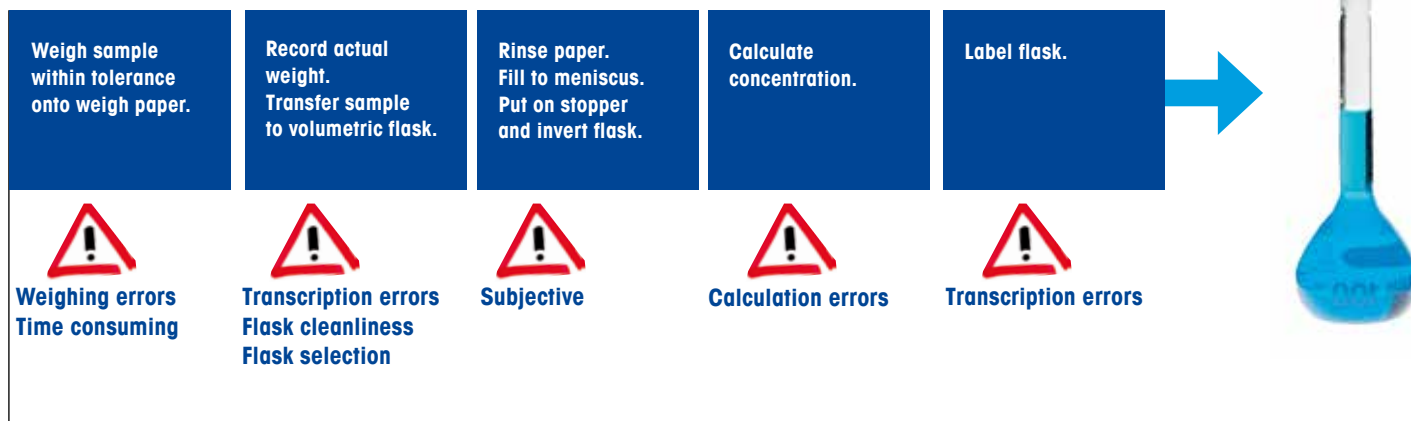 Weigh sample
within tolerance
onto weigh paper.
Record actual
weight.
Transfer sample
to volumetric flask.
Rinse paper.
Fill to meniscus.
Put on stopper
and invert flask.
Calculate
concentration.
Label flask.
Weighing errors
Time consuming
Transcription errors
Flask cleanliness
Flask selection
Subjective
Calculation errors
Transcription errors